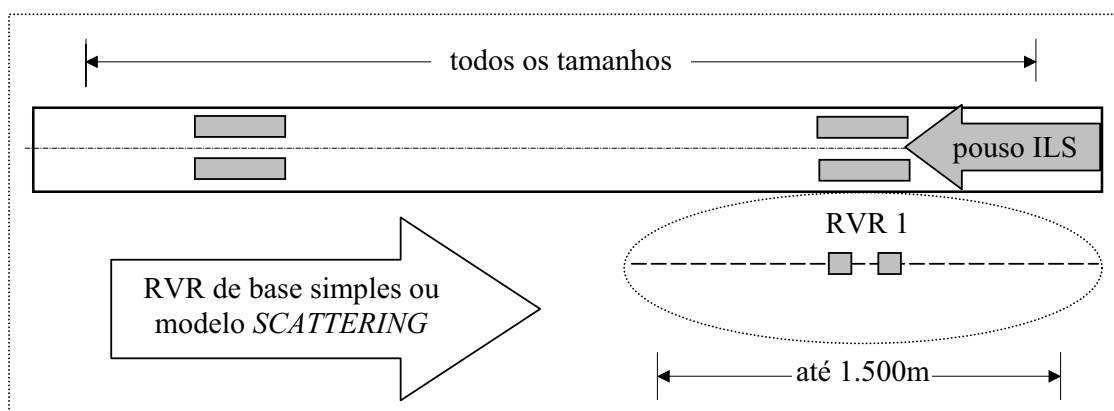 todos os tamanhos
pouso ILS
RVR 1
RVR de base simples ou
modelo SCATTERING
até 1.500m